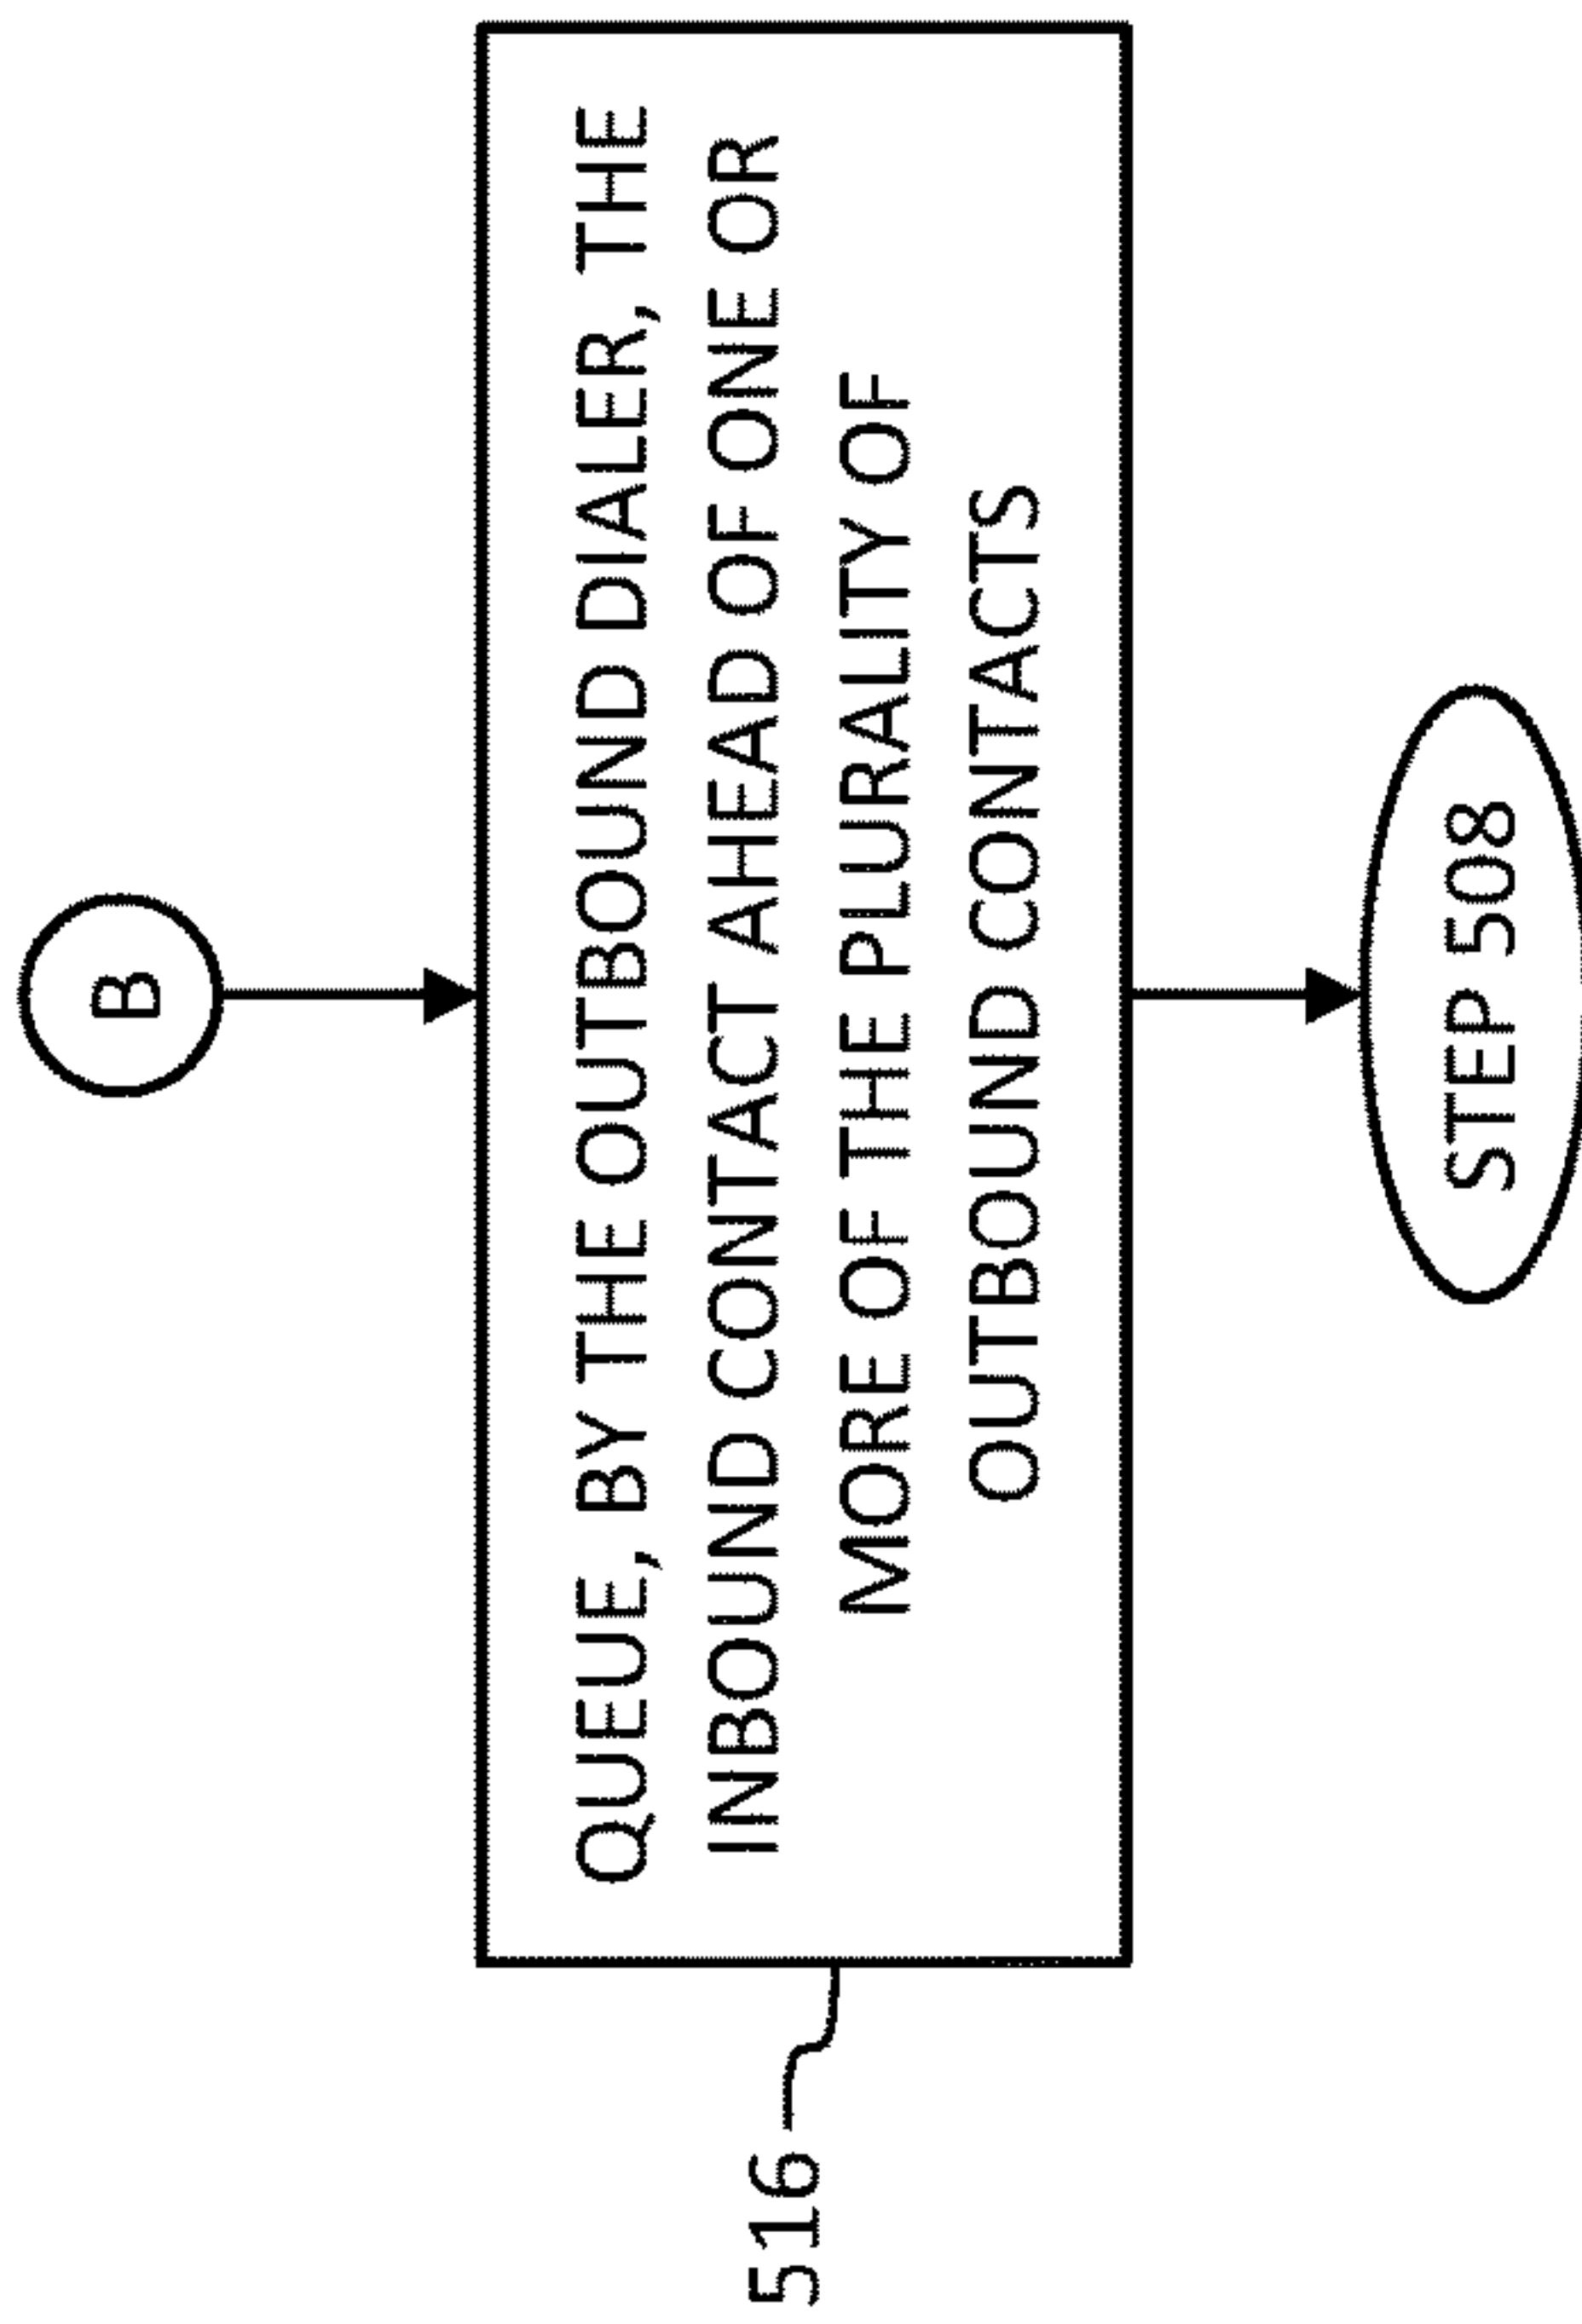 B
QUEUE, BY THE OUTBOUND DIALER, THE
INBOUND CONTACT AHEAD OF ONE OR
MORE OF THE PLURALITY OF
OUTBOUND CONTACTS
516
STEP 508